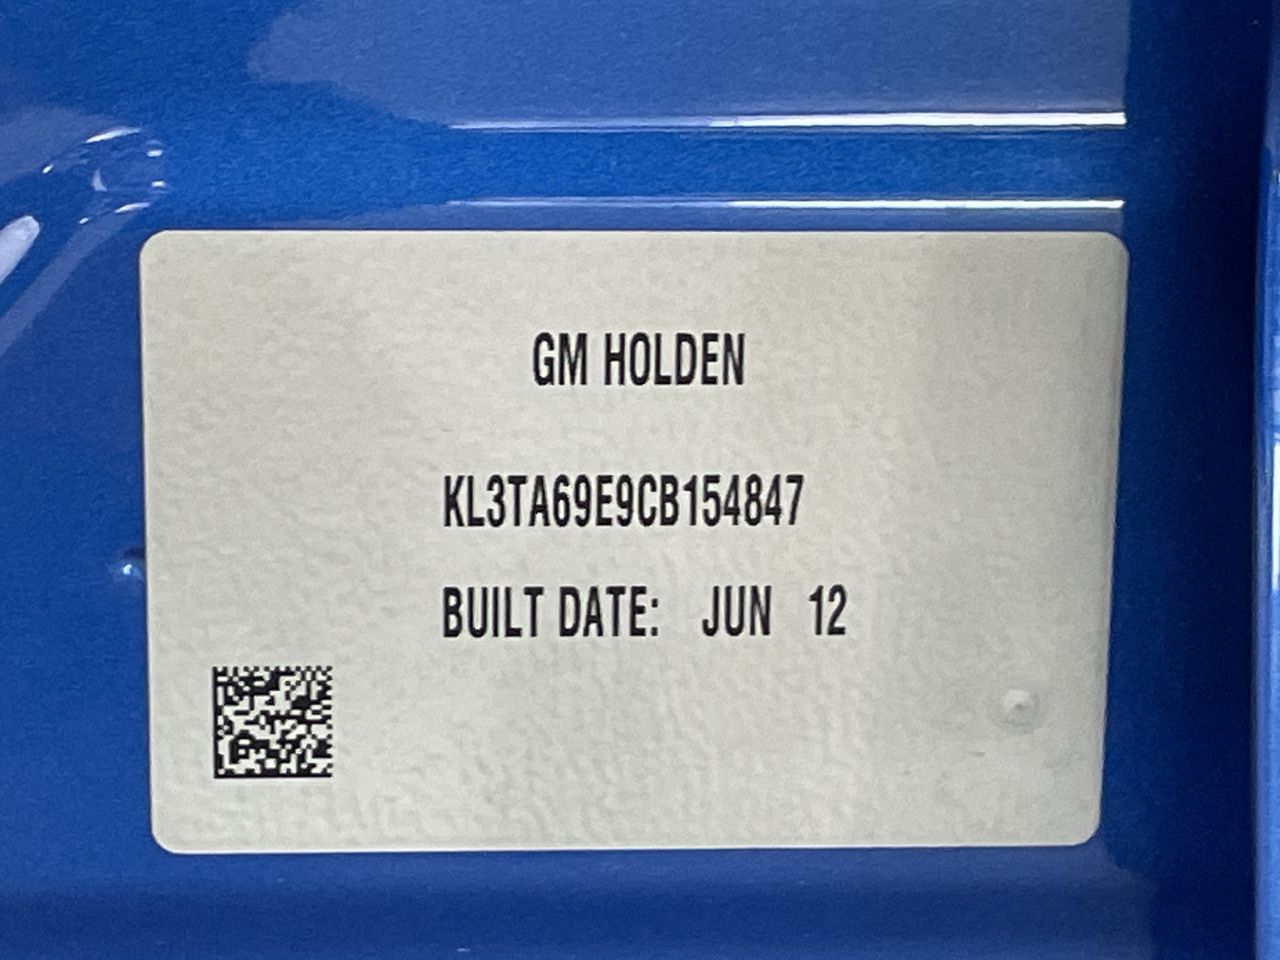 GM HOLDEN
KL3TA69E9CB154847
BUILT DATE: JUN 12